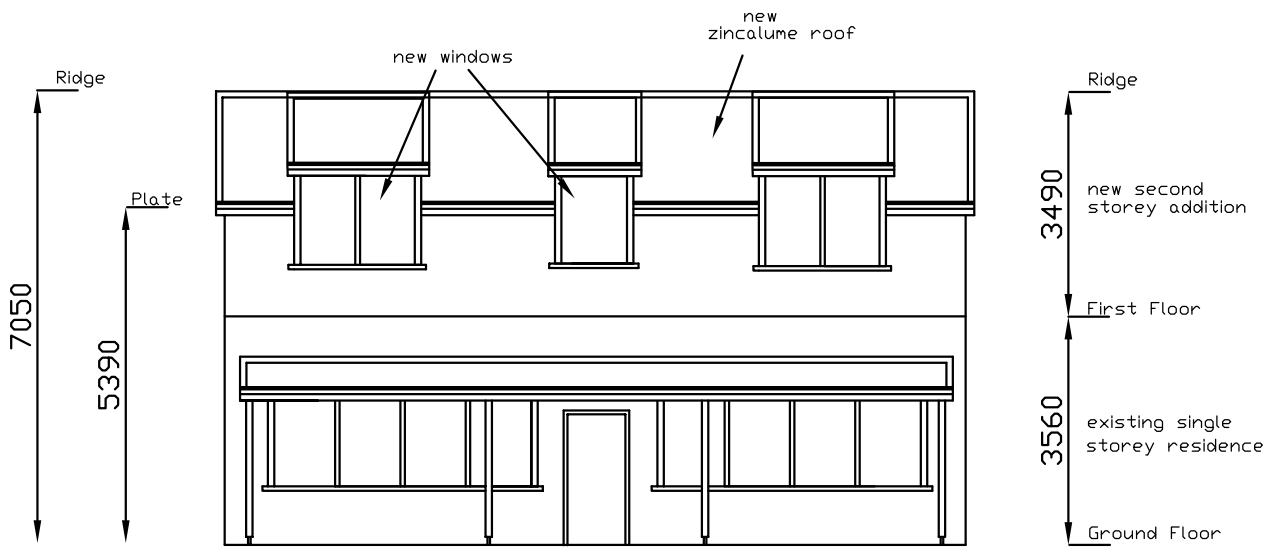 new
zincalume roof
new windows
Ridge
Ridge
Plate
3490
new second
storey addition
7050
First Floor
5390
3560
existing single
storey residence
Ground Floor